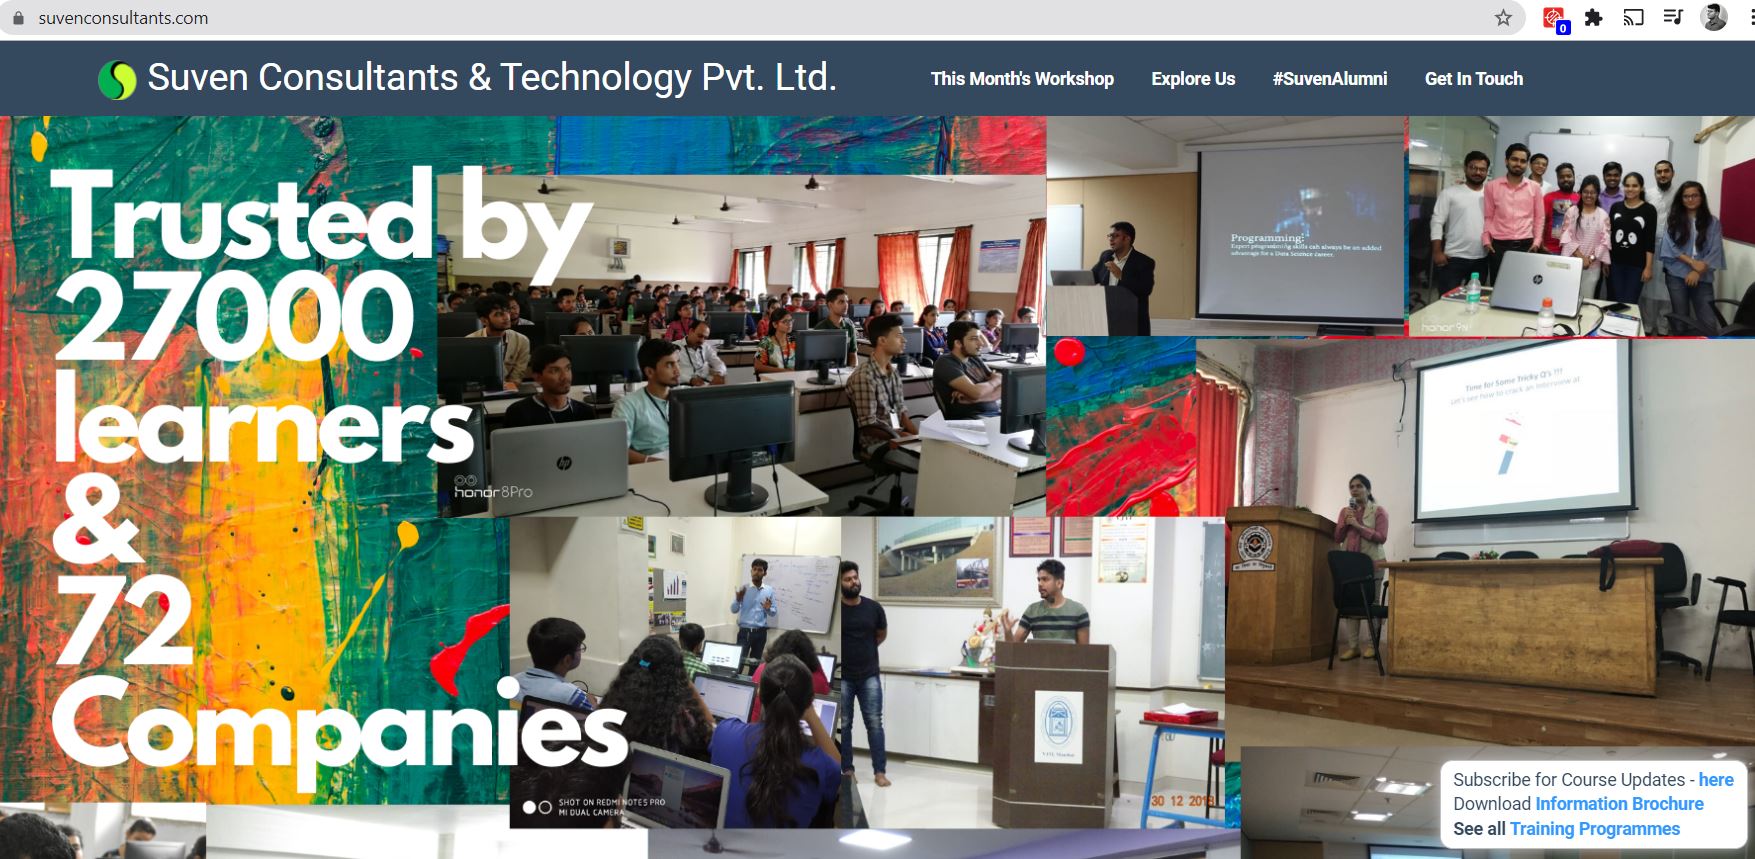 suvenconsultants.com
0
Suven Consultants & Technology Pvt. Ltd.
This Month's Workshop
Explore Us
#SuvenAlumni
Get In Touch
Trusted by
27000
learners
&
72
Companies
Programming:
Expert programming skills can always be an added
advantage for a Data Science career.
hp
honor 9N
Time for Some Tricky Q's !!!
Let's see how to crack an Interview at
hp
honor 8Pro
SHOT ON REDMI NOTE5 PRO
MI DUAL CAMERA
30 12 2018
Subscribe for Course Updates - here
Download Information Brochure
See all Training Programmes